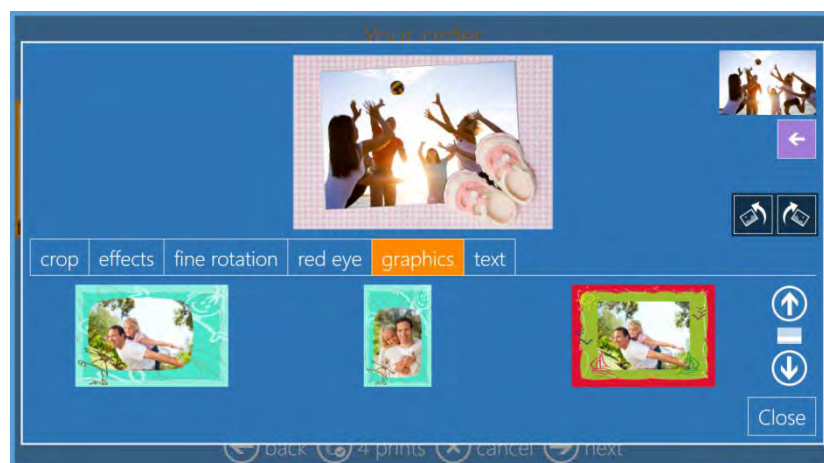 Your order
crop effects fine rotation red eye graphics text
Close
back 4 prints cancel next